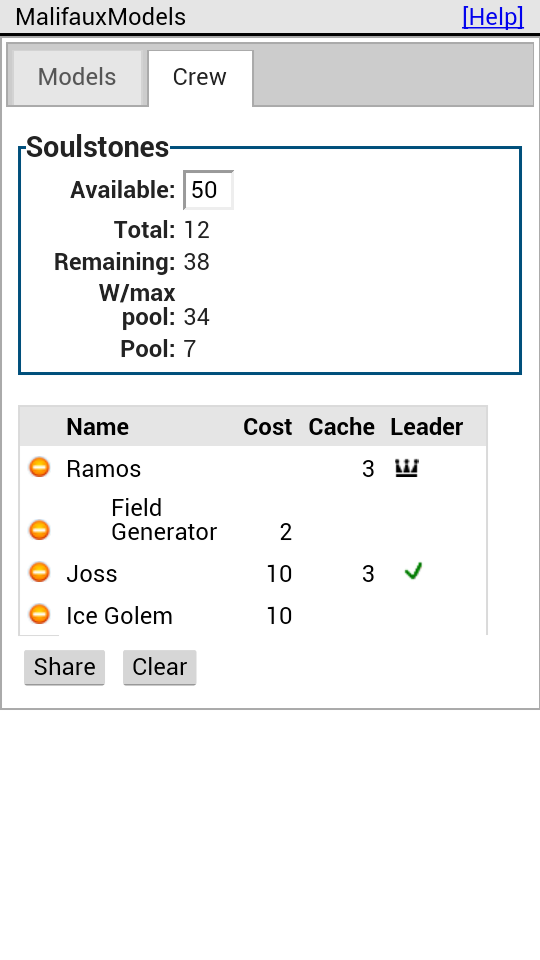 MalifauxModels [Help]
Models Crew
Soulstones
Available: 50
Total: 12
Remaining: 38
W/max
pool: 34
Pool: 7
Name Cost Cache Leader
Ramos 3
Field
Generator 2
Joss 10 3
Ice Golem 10
Share Clear